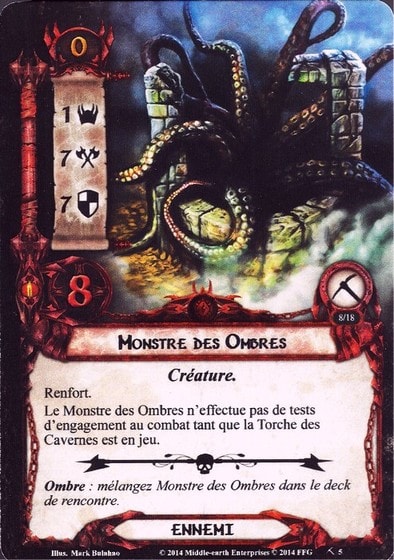 0
1
7
7
8
8/18
MONSTRE DES OMBRES
Créature.
Renfort.
Le Monstre des Ombres n'effectue pas de tests
d'engagement au combat tant que la Torche des
Cavernes est en jeu.
Ombre : mélangez Monstre des Ombres dans le deck
de rencontre.
ENNEMI
Illus. Mark Bulahao © 2014 Middle-earth Enterprises © 2014 FFG 5